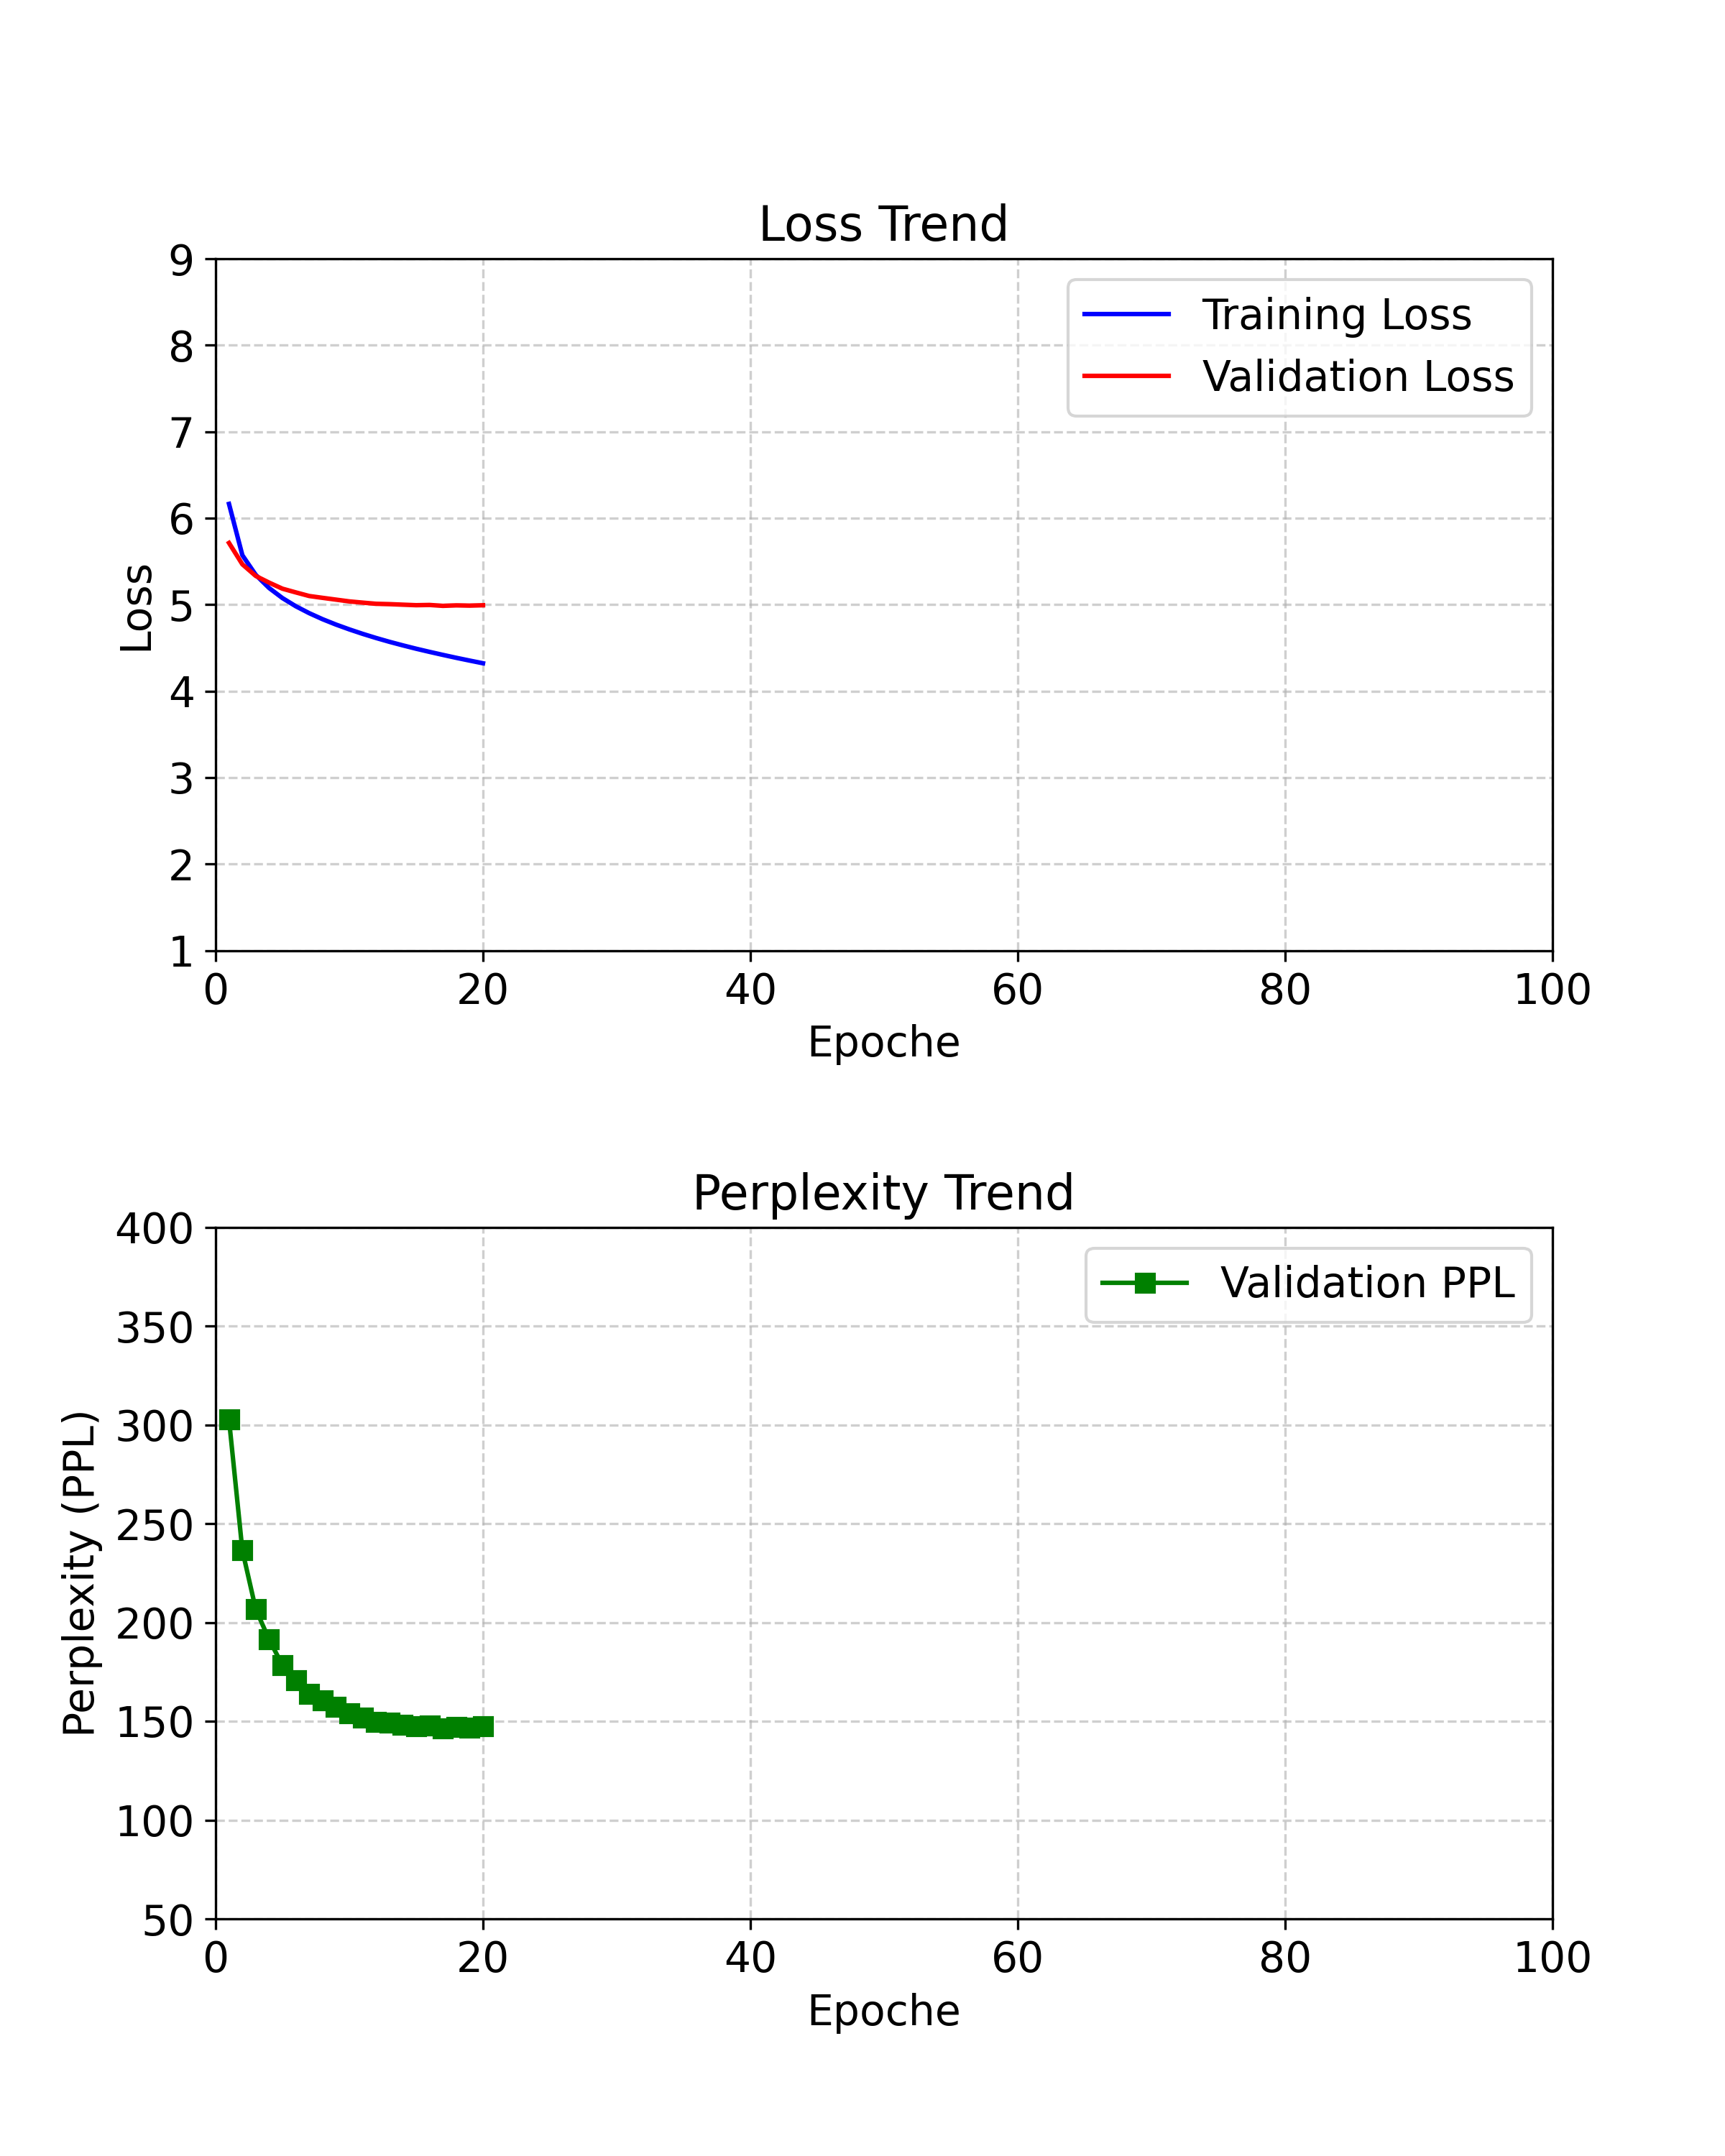 Loss Trend
9
8
7
6
5
4
3
2
1
Loss
Training Loss
Validation Loss
0 20 40 60 80 100
Epoche
Perplexity Trend
400
350
300
250
200
150
100
50
Perplexity (PPL)
Validation PPL
0 20 40 60 80 100
Epoche